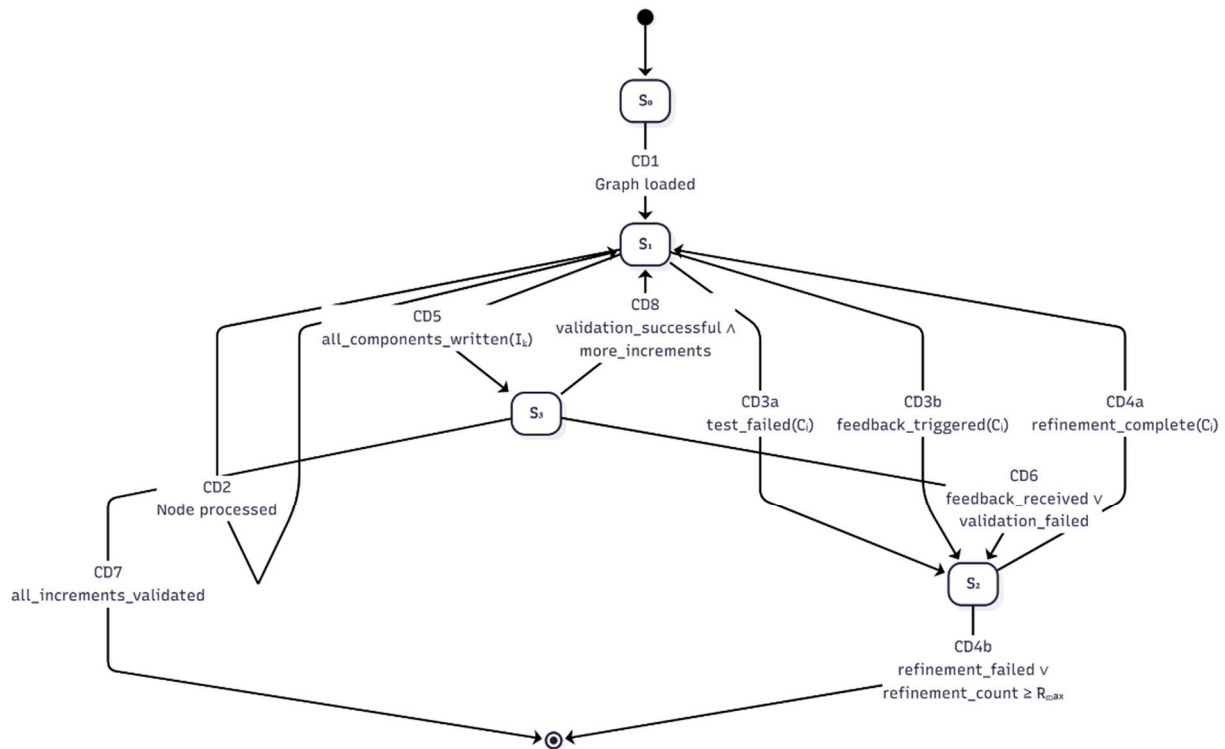 S₀
CD1
Graph loaded
S₁
CD5
all_components_written(Iₖ)
CD8
validation_successful ∧
more_increments
S₃
CD3a
test_failed(Cᵢ)
CD3b
feedback_triggered(Cᵢ)
CD4a
refinement_complete(Cᵢ)
CD2
Node processed
CD6
feedback_received ∨
validation_failed
CD7
all_increments_validated
S₂
CD4b
refinement_failed ∨
refinement_count ≥ Rₘₐₓ